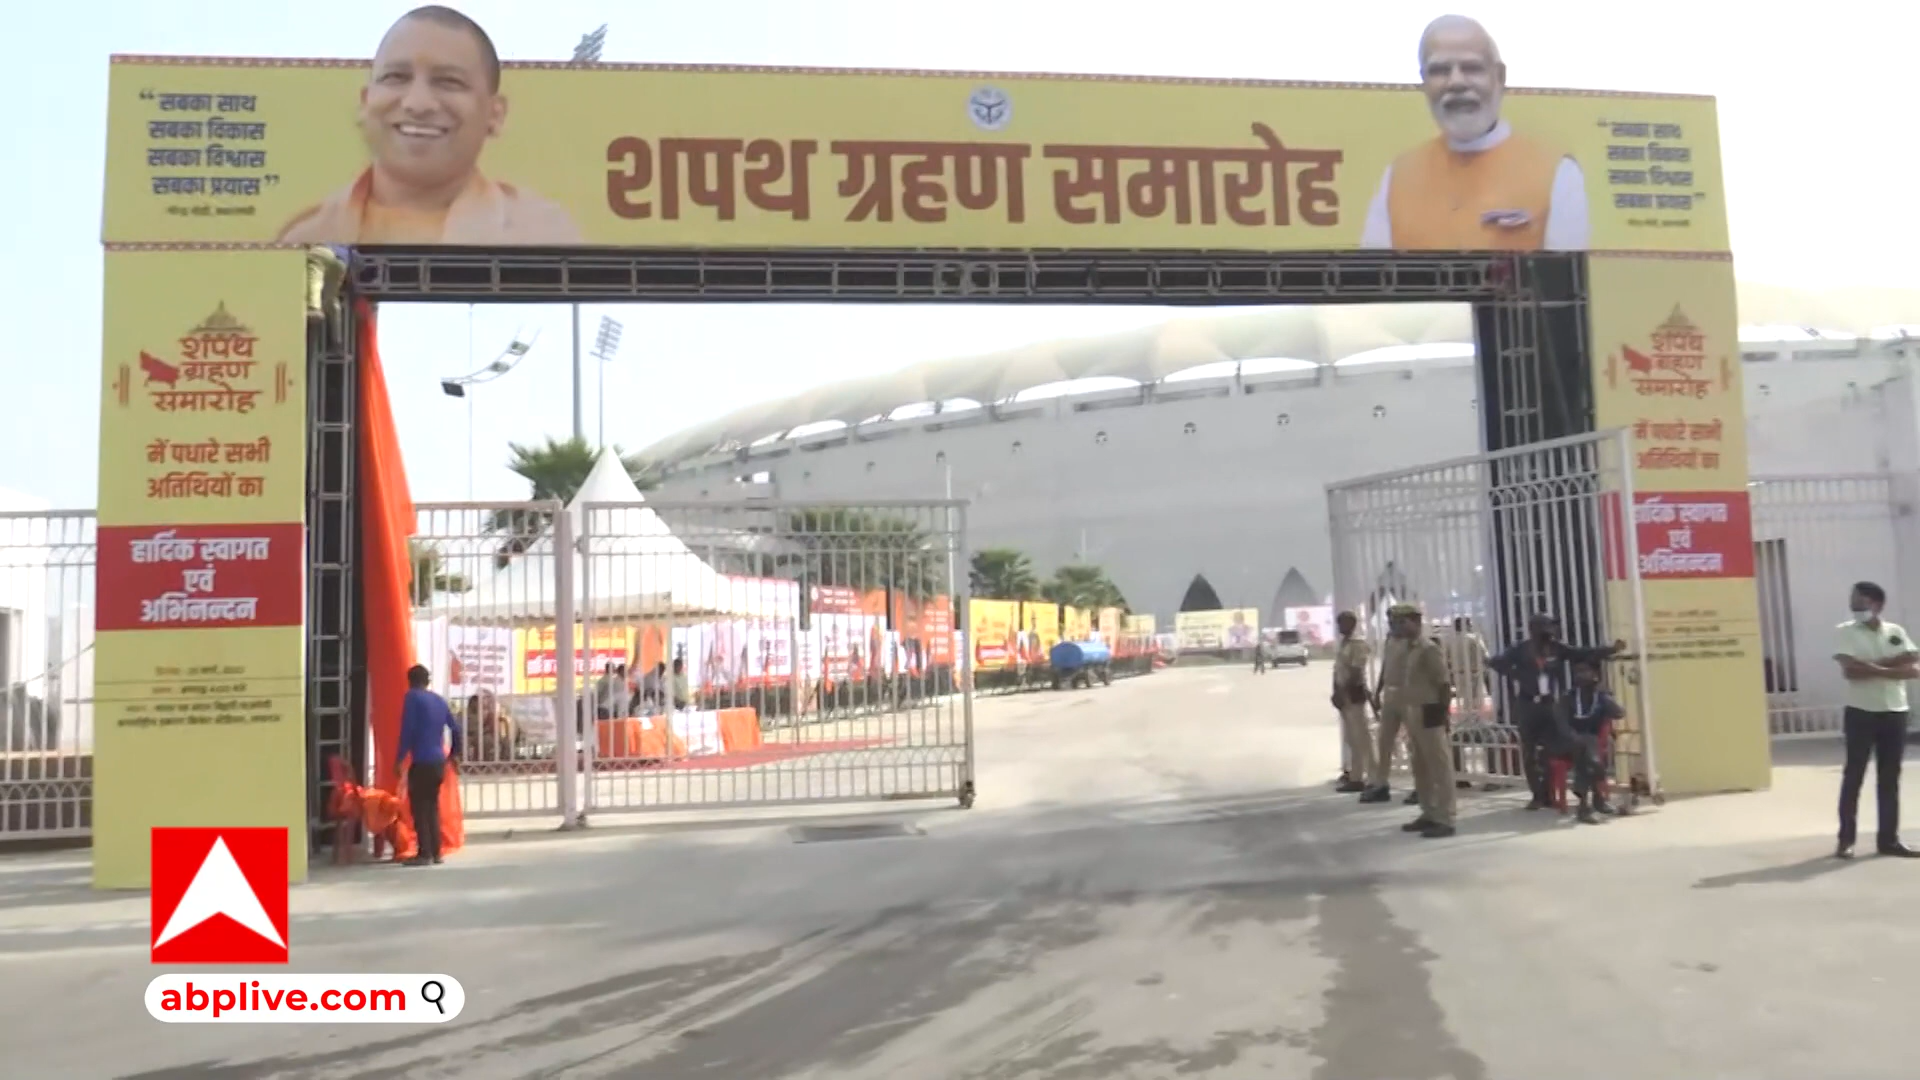 “सबका साथ
सबका विकास
सबका विश्वास
सबका प्रयास”
शपथ ग्रहण समारोह
“सबका साथ
सबका विकास
सबका विश्वास
सबका प्रयास”
शपथ
ग्रहण
समारोह
में पधारे सभी
अतिथियों का
हार्दिक स्वागत
एवं
अभिनन्दन
शपथ
ग्रहण
समारोह
में पधारे सभी
अतिथियों का
हार्दिक स्वागत
एवं
अभिनन्दन
abplive.com